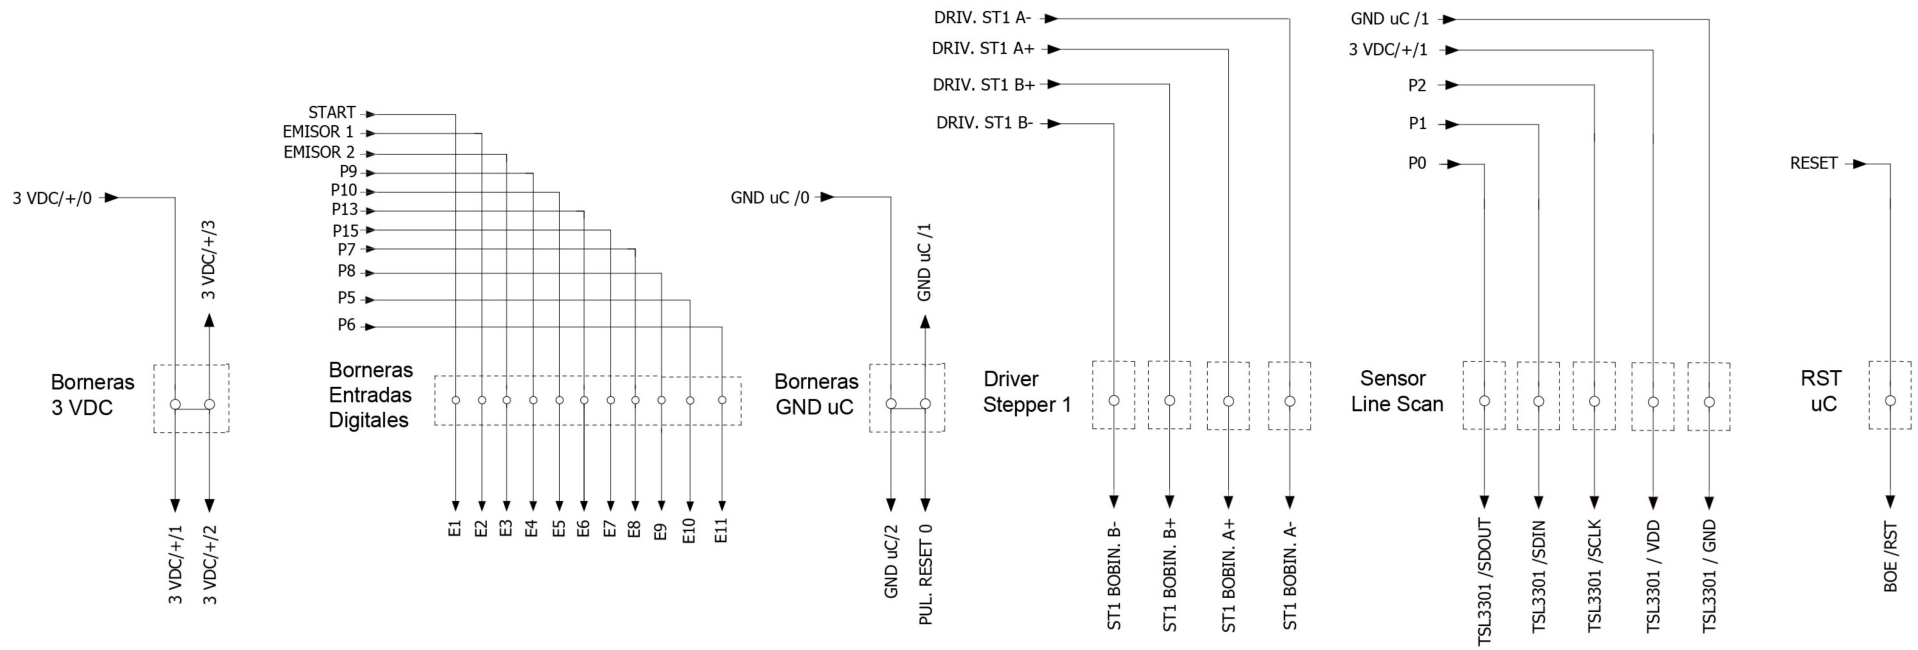 3 VDC/+/0
3 VDC/+/3
Borneras
3 VDC
3 VDC/+/1
3 VDC/+/2
START
EMISOR 1
EMISOR 2
P9
P10
P13
P15
P7
P8
P5
P6
Borneras
Entradas
Digitales
E1
E2
E3
E4
E5
E6
E7
E8
E9
E10
E11
GND uC /0
GND uC /1
Borneras
GND uC
GND uC/2
PUL. RESET 0
DRIV. ST1 A-
DRIV. ST1 A+
DRIV. ST1 B+
DRIV. ST1 B-
Driver
Stepper 1
ST1 BOBIN. B-
ST1 BOBIN. B+
ST1 BOBIN. A+
ST1 BOBIN. A-
GND uC /1
3 VDC/+/1
P2
P1
P0
Sensor
Line Scan
TSL3301 /SDOUT
TSL3301 /SDIN
TSL3301 /SCLK
TSL3301 / VDD
TSL3301 / GND
RESET
RST
uC
BOE /RST